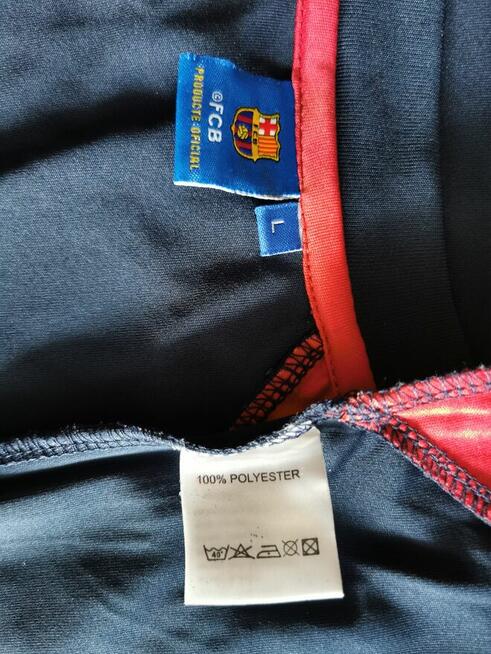 ©FCB
PRODUCTE OFICIAL
L
100% POLYESTER
40°